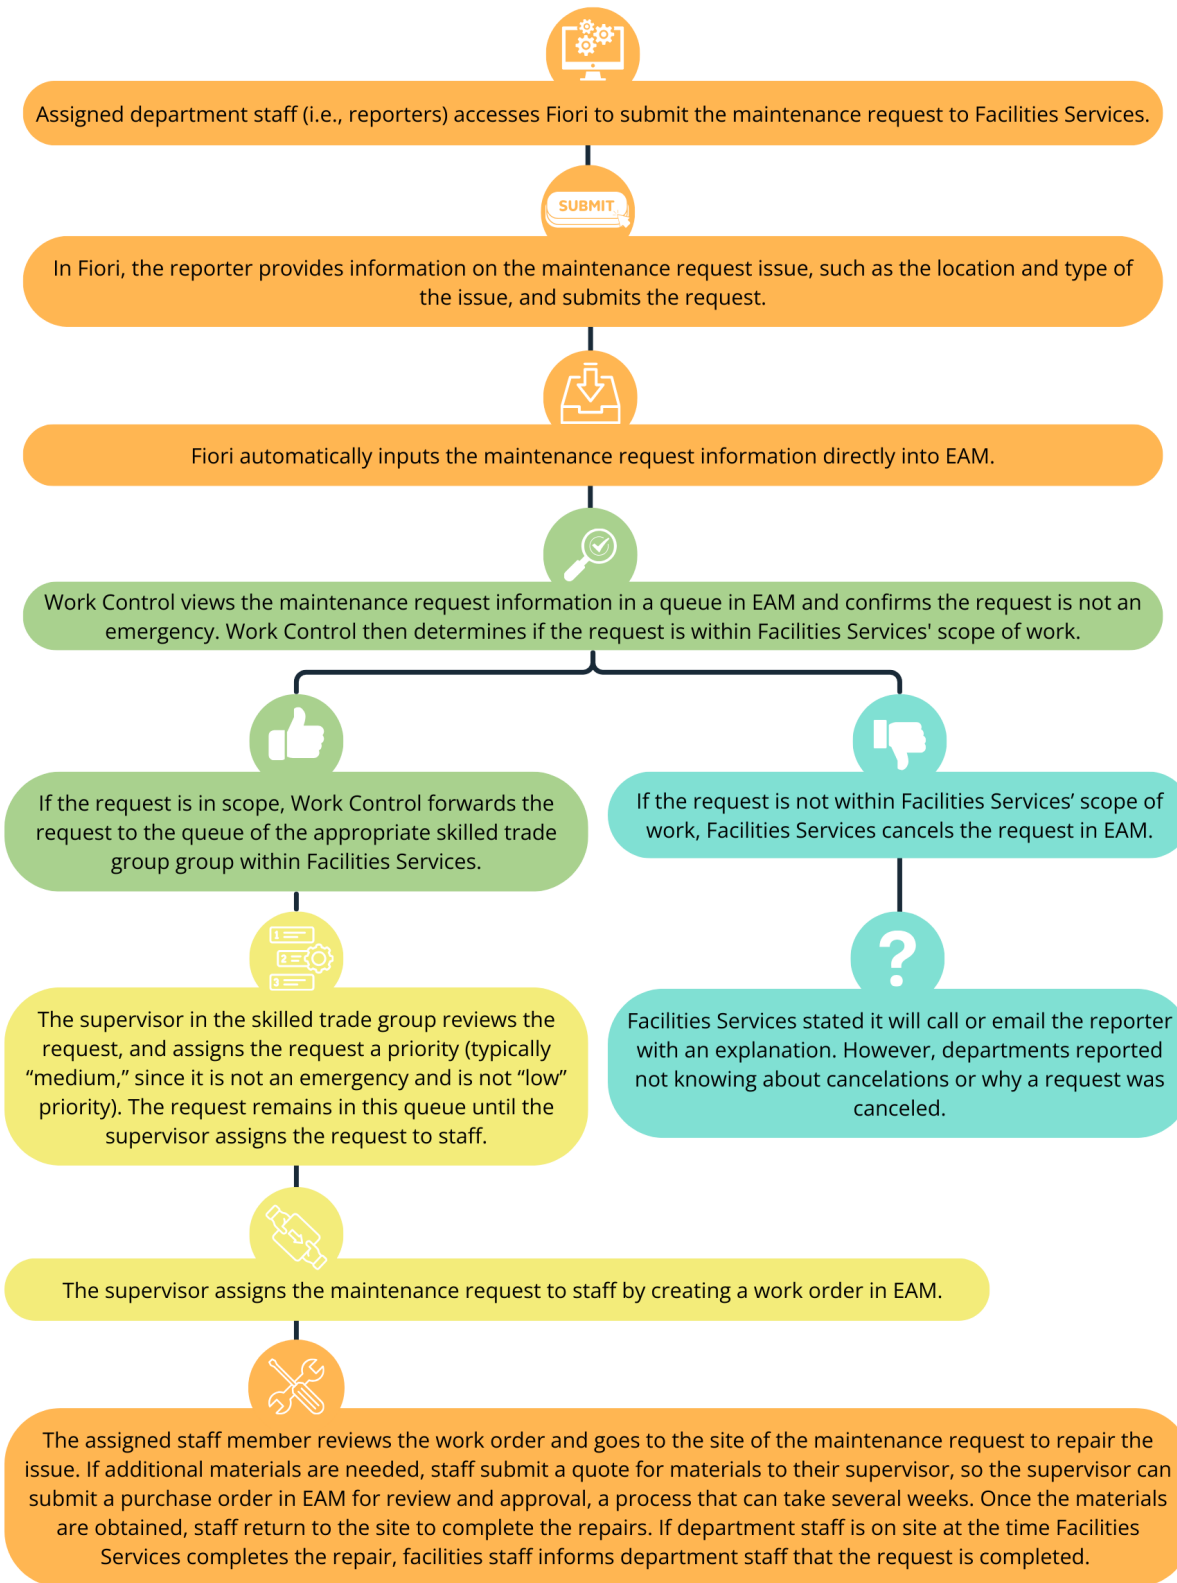 Assigned department staff (i.e., reporters) accesses Fiori to submit the maintenance request to Facilities Services.
SUBMIT
In Fiori, the reporter provides information on the maintenance request issue, such as the location and type of
the issue, and submits the request.
Fiori automatically inputs the maintenance request information directly into EAM.
Work Control views the maintenance request information in a queue in EAM and confirms the request is not an
emergency. Work Control then determines if the request is within Facilities Services' scope of work.
If the request is in scope, Work Control forwards the
request to the queue of the appropriate skilled trade
group group within Facilities Services.
If the request is not within Facilities Services’ scope of
work, Facilities Services cancels the request in EAM.
1
2
3
The supervisor in the skilled trade group reviews the
request, and assigns the request a priority (typically
“medium,” since it is not an emergency and is not “low”
priority). The request remains in this queue until the
supervisor assigns the request to staff.
?
Facilities Services stated it will call or email the reporter
with an explanation. However, departments reported
not knowing about cancelations or why a request was
canceled.
The supervisor assigns the maintenance request to staff by creating a work order in EAM.
The assigned staff member reviews the work order and goes to the site of the maintenance request to repair the
issue. If additional materials are needed, staff submit a quote for materials to their supervisor, so the supervisor can
submit a purchase order in EAM for review and approval, a process that can take several weeks. Once the materials
are obtained, staff return to the site to complete the repairs. If department staff is on site at the time Facilities
Services completes the repair, facilities staff informs department staff that the request is completed.